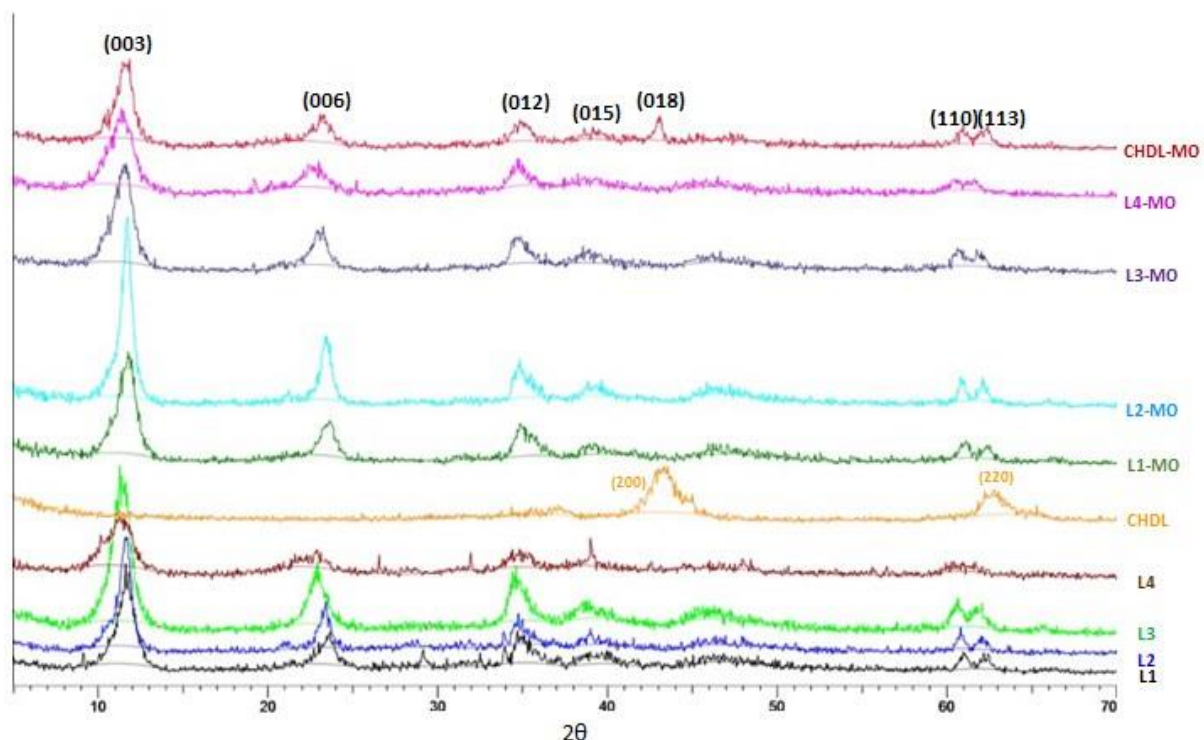 (003)
(006)
(012)
(015)
(018)
(110)
(113)
CHDL-MO
L4-MO
L3-MO
L2-MO
L1-MO
(200)
(220)
CHDL
L4
L3
L2
L1
10 20 30 40 50 60 70
2θ